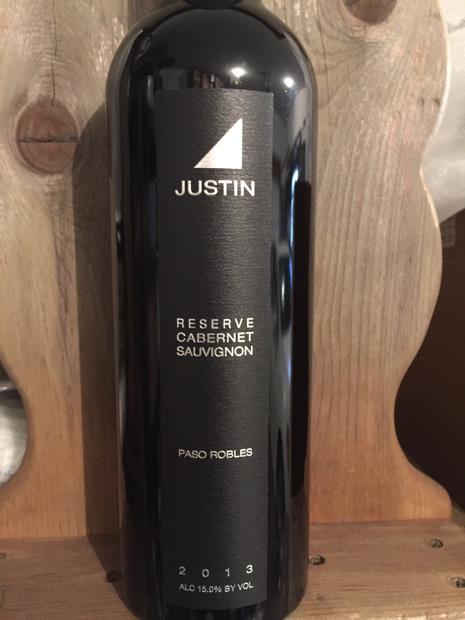 JUSTIN
RESERVE
CABERNET
SAUVIGNON
PASO ROBLES
2013
ALC 15.0% BY VOL